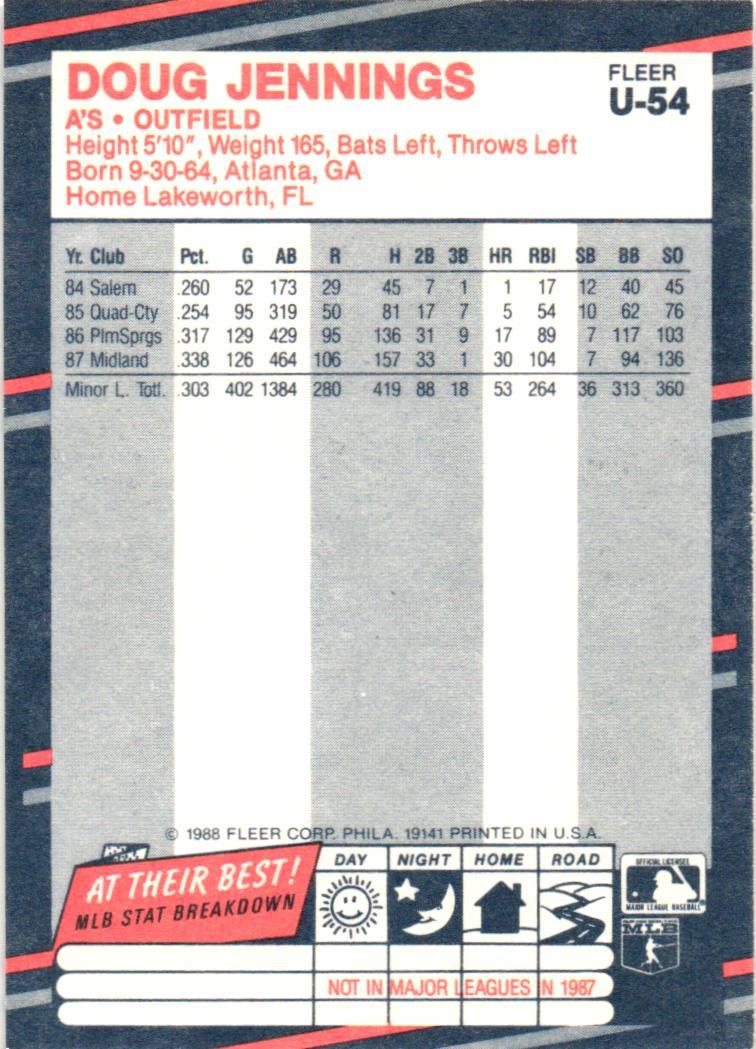 DOUG JENNINGS
FLEER
U-54
A'S • OUTFIELD
Height 5'10", Weight 165, Bats Left, Throws Left
Born 9-30-64, Atlanta, GA
Home Lakeworth, FL
Yr. Club Pct. G AB R H 2B 3B HR RBI SB BB SO
84 Salem .260 52 173 29 45 7 1 1 17 12 40 45
85 Quad-Cty .254 95 319 50 81 17 7 5 54 10 62 76
86 PlmSprgs .317 129 429 95 136 31 9 17 89 7 117 103
87 Midland .338 126 464 106 157 33 1 30 104 7 94 136
Minor L. Totl. .303 402 1384 280 419 88 18 53 264 36 313 360
© 1988 FLEER CORP. PHILA. 19141 PRINTED IN U.S.A.
AT THEIR BEST!
MLB STAT BREAKDOWN
DAY NIGHT HOME ROAD
OFFICIAL LICENSEE
MAJOR LEAGUE BASEBALL
MLB
NOT IN MAJOR LEAGUES IN 1987